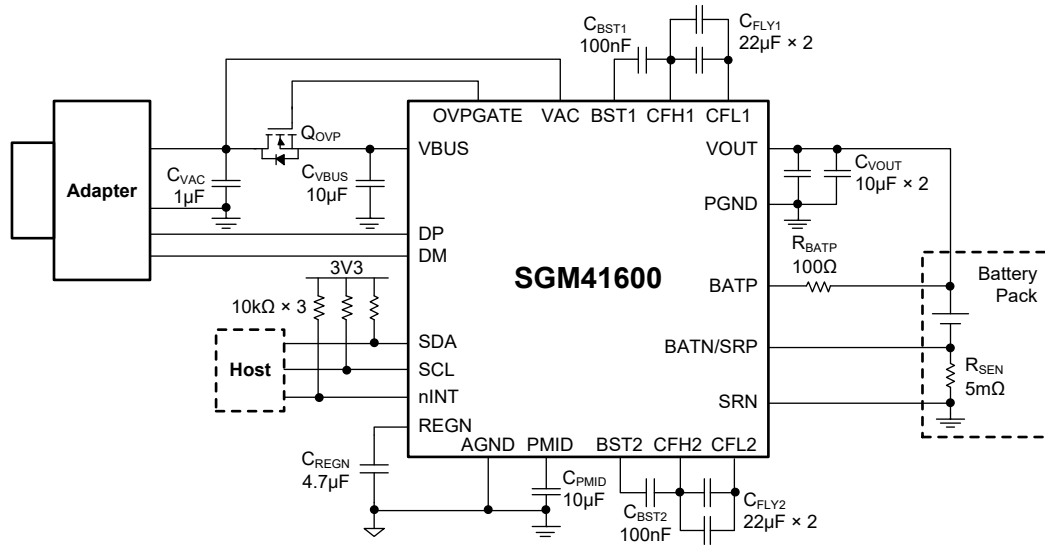 CBST1
100nF
CFLY1
22µF × 2
OVPGATE
VAC
BST1
CFH1
CFL1
QOVP
VBUS
VOUT
Adapter
CVAC
1µF
CVBUS
10µF
CVOUT
10µF × 2
PGND
DP
DM
RBATP
100Ω
3V3
SGM41600
Battery
Pack
10kΩ × 3
BATP
SDA
BATN/SRP
Host
SCL
RSEN
5mΩ
nINT
SRN
REGN
AGND
PMID
BST2
CFH2
CFL2
CREGN
4.7µF
CPMID
10µF
CBST2
100nF
CFLY2
22µF × 2